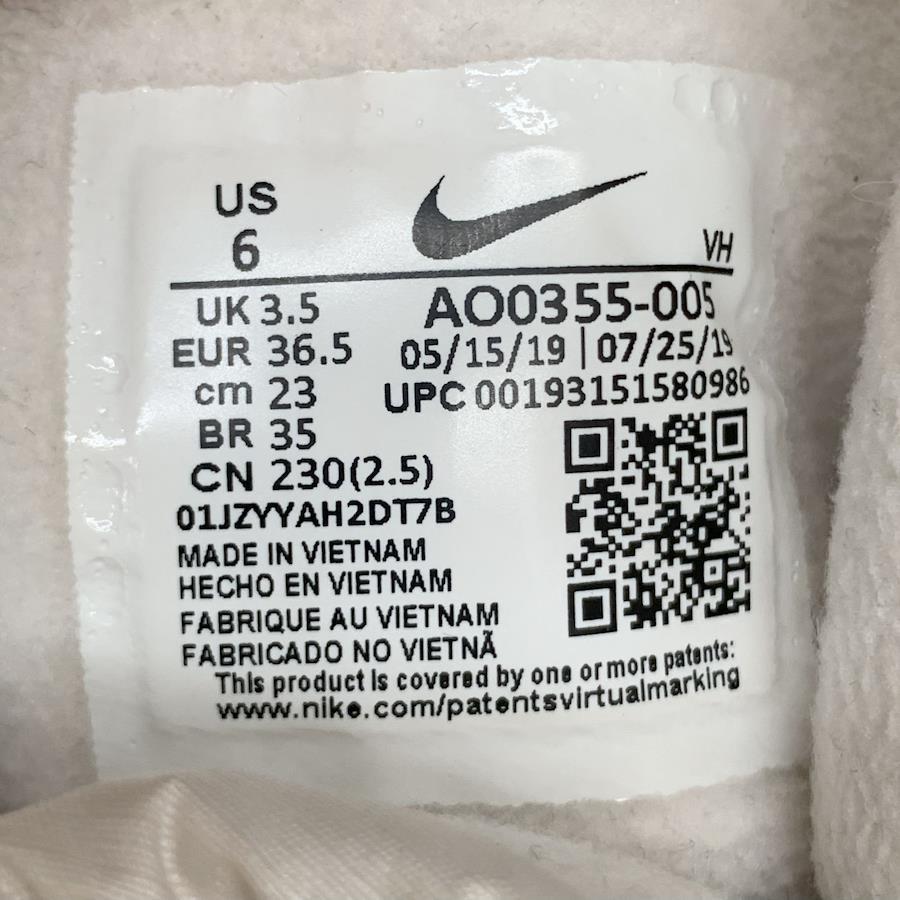 US
6
VH
UK 3.5
EUR 36.5
cm 23
BR 35
CN 230(2.5)
AO0355-005
05/15/19 | 07/25/19
UPC 00193151580986
01JZYYAH2DT7B
MADE IN VIETNAM
HECHO EN VIETNAM
FABRIQUE AU VIETNAM
FABRICADO NO VIETNÃ
This product is covered by one or more patents:
www.nike.com/patentsvirtualmarking